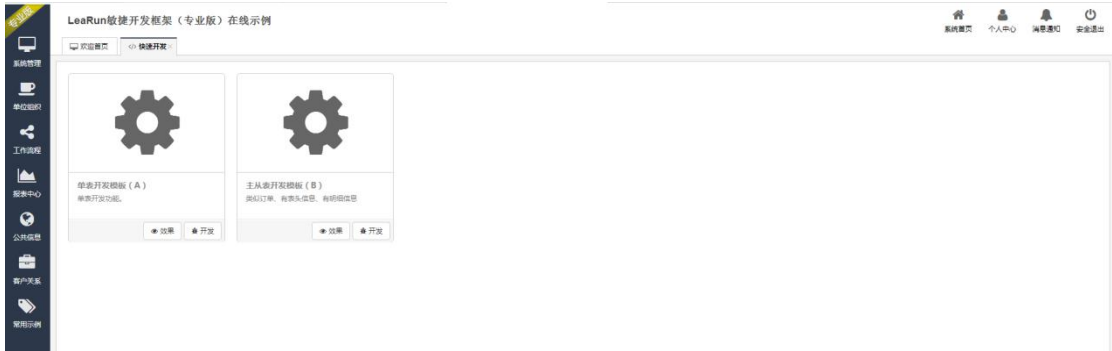 专业版
LeaRun敏捷开发框架（专业版）在线示例
系统首页
个人中心
消息通知
安全退出
欢迎首页
快速开发
系统管理
单位组织
工作流程
报表中心
公共信息
客户关系
常用示例
单表开发模板（A）
单表开发功能。
效果
开发
主从表开发模板（B）
类似订单、有表头信息、有明细信息
效果
开发